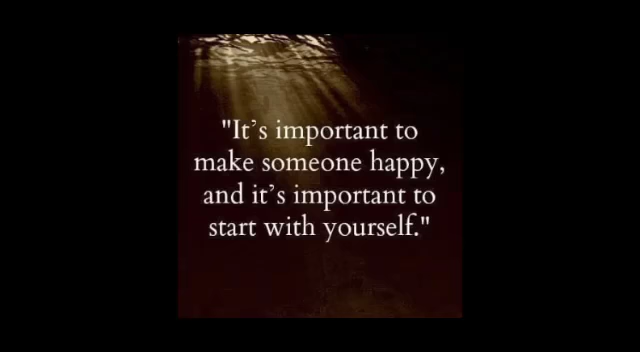 "It’s important to
make someone happy,
and it’s important to
start with yourself."